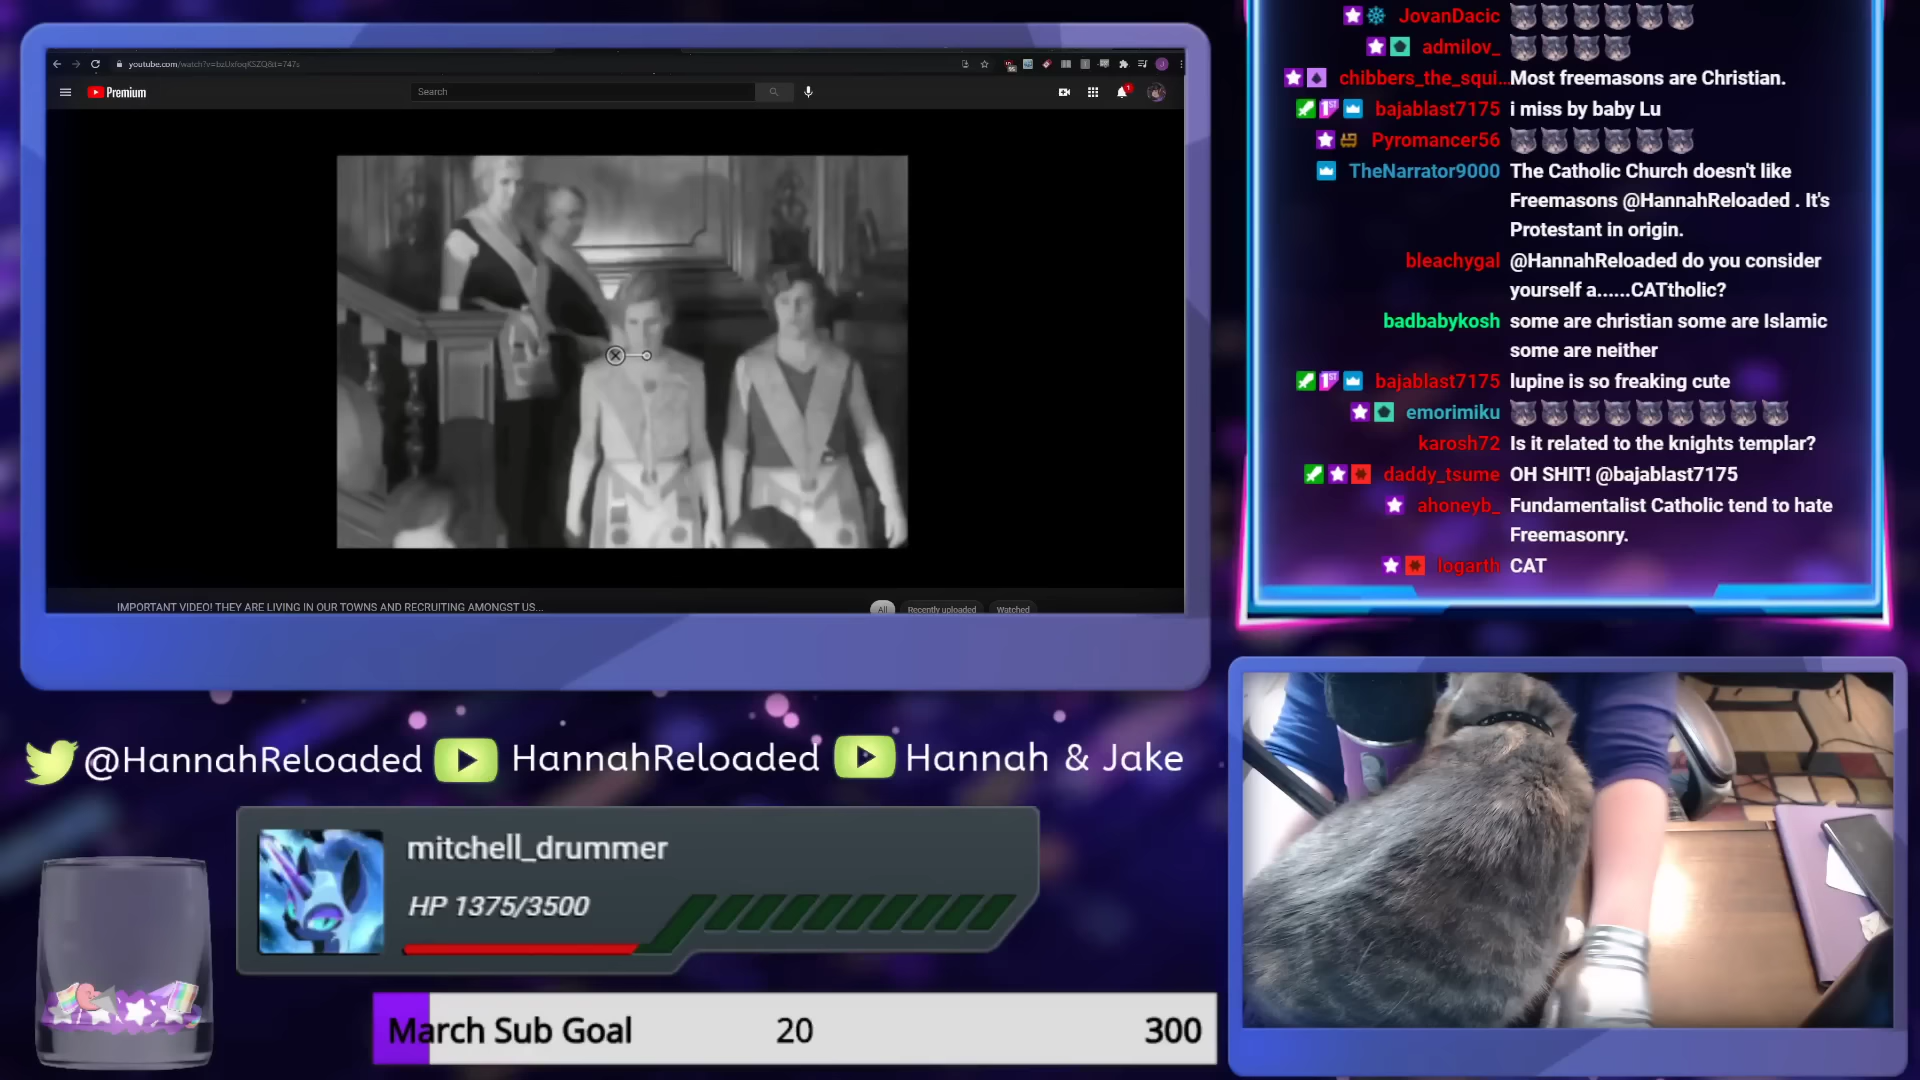 youtube.com/watch?v=
Premium
Search
1
IMPORTANT VIDEO! THEY ARE LIVING IN OUR TOWNS AND RECRUITING AMONGST US...
All Recently uploaded Watched
JovanDacic
admilov_
chibbers_the_squi... Most freemasons are Christian.
bajablast7175 i miss by baby Lu
Pyromancer56
TheNarrator9000 The Catholic Church doesn't like
Freemasons @HannahReloaded . It's
Protestant in origin.
bleachygal @HannahReloaded do you consider
yourself a......CATtholic?
badbabykosh some are christian some are Islamic
some are neither
bajablast7175 lupine is so freaking cute
emorimiku
karosh72 Is it related to the knights templar?
daddy_tsume OH SHIT! @bajablast7175
ahoneyb_ Fundamentalist Catholic tend to hate
Freemasonry.
logarth CAT
@HannahReloaded HannahReloaded Hannah & Jake
mitchell_drummer
HP 1375/3500
March Sub Goal 20 300